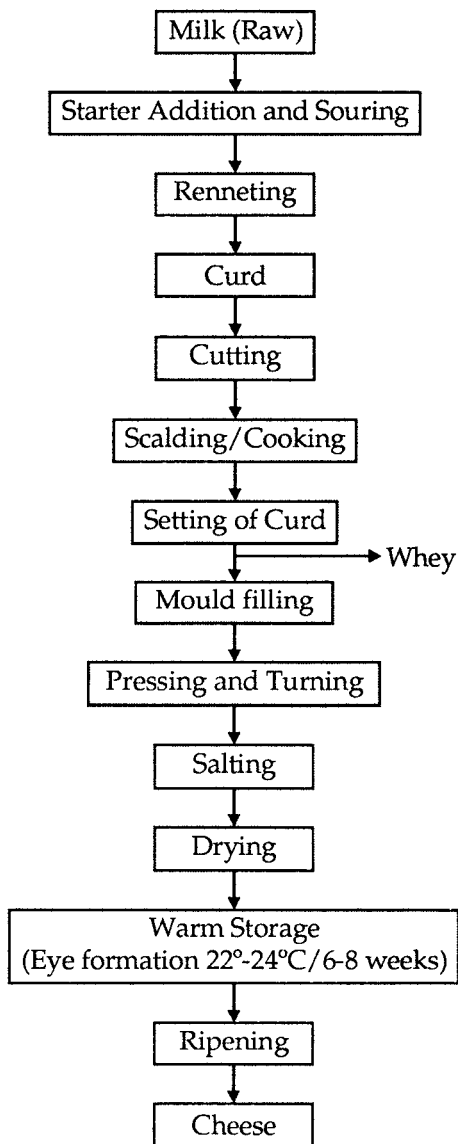 Milk (Raw)
Starter Addition and Souring
Renneting
Curd
Cutting
Scalding/Cooking
Setting of Curd
Whey
Mould filling
Pressing and Turning
Salting
Drying
Warm Storage
(Eye formation 22°-24°C/6-8 weeks)
Ripening
Cheese